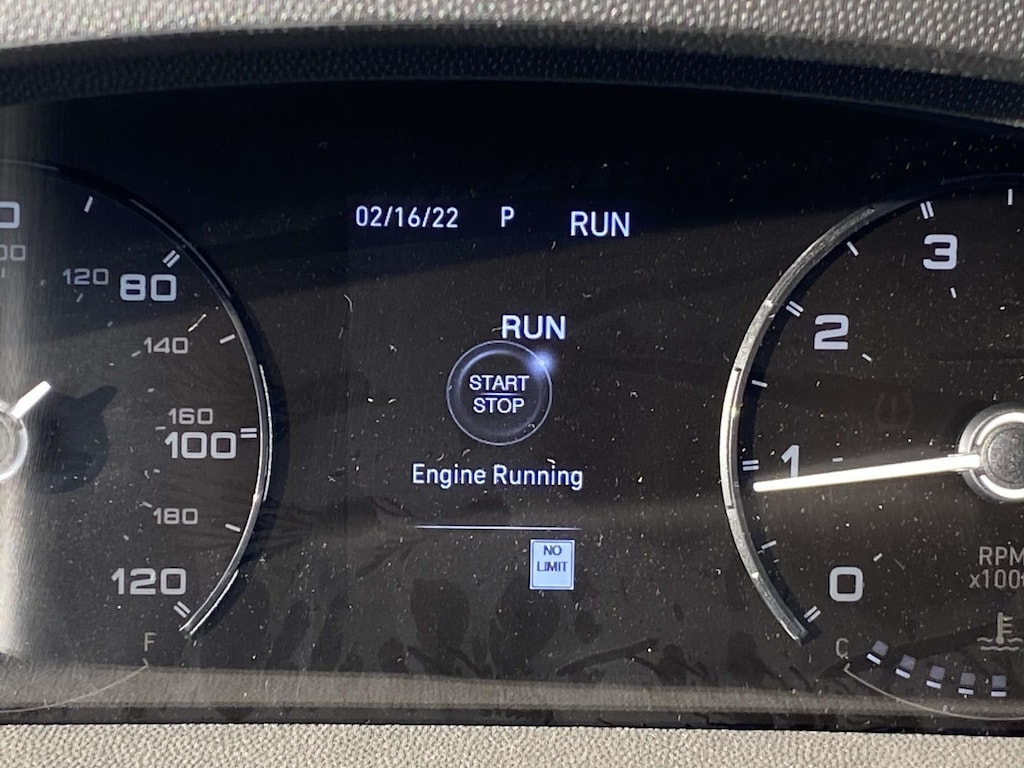 02/16/22 P RUN
120
80
140
160
100
180
120
F
RUN
START
STOP
Engine Running
NO
LIMIT
3
2
1
0
RPM
C